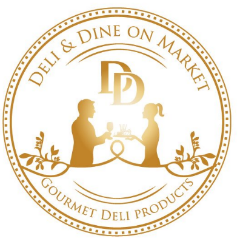 DELI & DINE ON MARKET
DD
GOURMET DELI PRODUCTS